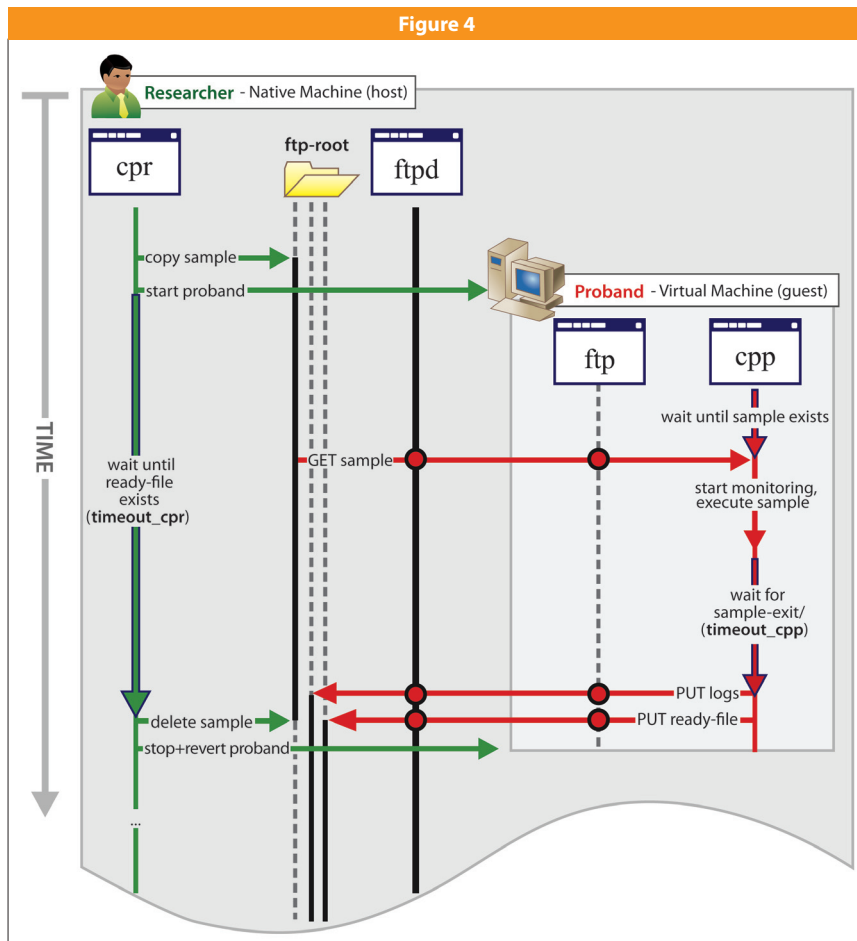 Figure 4
Researcher - Native Machine (host)
cpr
ftp-root
ftpd
copy sample
start proband
Proband - Virtual Machine (guest)
ftp
cpp
wait until sample exists
GET sample
start monitoring,
execute sample
TIME
wait until
ready-file
exists
(timeout_cpr)
wait for
sample-exit/
(timeout_cpp)
PUT logs
delete sample
PUT ready-file
stop+revert proband
...